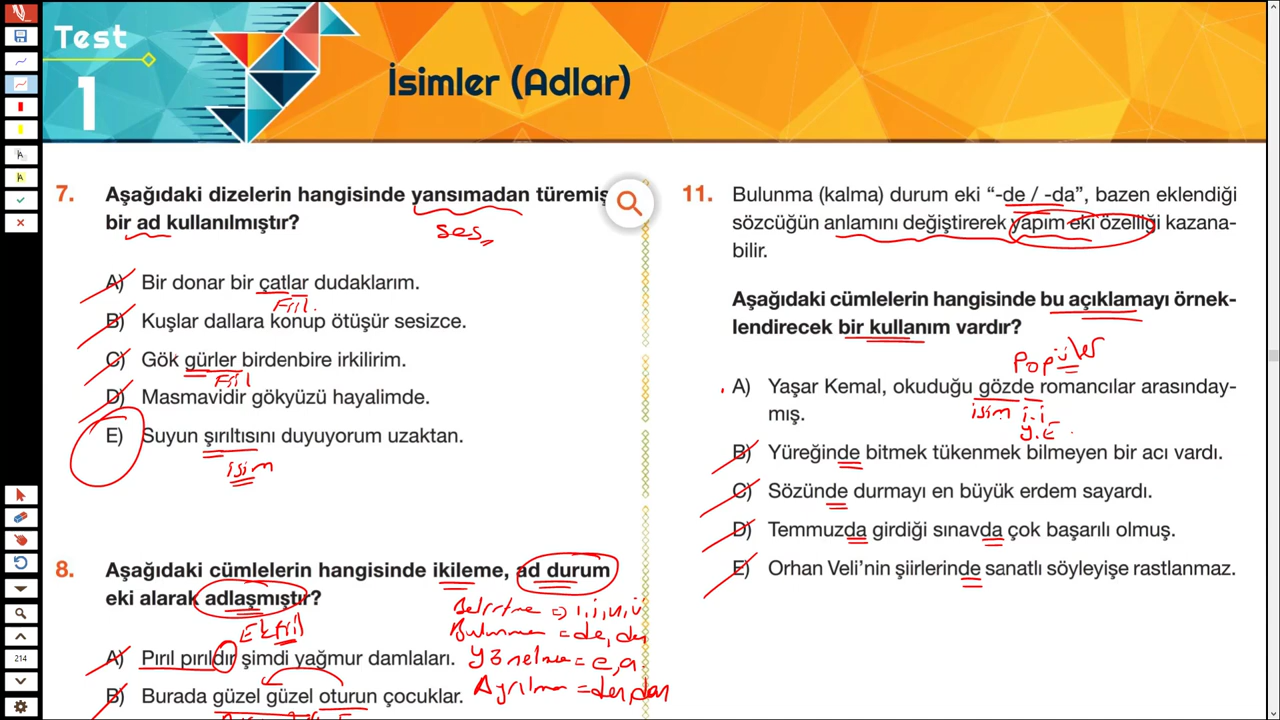 Test
1
İsimler (Adlar)
7. Aşağıdaki dizelerin hangisinde yansımadan türemiş
bir ad kullanılmıştır?
ses
A) Bir donar bir çatlar dudaklarım.
Fiil.
B) Kuşlar dallara konup ötüşür sesizce.
C) Gök gürler birdenbire irkilirim.
Fiil
D) Masmavidir gökyüzü hayalimde.
E) Suyun şırıltısını duyuyorum uzaktan.
isim
8. Aşağıdaki cümlelerin hangisinde ikileme, ad durum
eki alarak adlaşmıştır?
Belirtme => ı, i, u, ü
Ekfiil
Bulunma = de, da
A) Pırıl pırıldır şimdi yağmur damlaları.
Yönelme = e, a
B) Burada güzel güzel oturun çocuklar.
Ayrılma = den, dan
11. Bulunma (kalma) durum eki “-de / -da”, bazen eklendiği
sözcüğün anlamını değiştirerek yapım eki özelliği kazana-
bilir.
Aşağıdaki cümlelerin hangisinde bu açıklamayı örnek-
lendirecek bir kullanım vardır?
Popüler
A) Yaşar Kemal, okuduğu gözde romancılar arasınday-
mış.
isim i.i
Y.E
B) Yüreğinde bitmek tükenmek bilmeyen bir acı vardı.
C) Sözünde durmayı en büyük erdem sayardı.
D) Temmuzda girdiği sınavda çok başarılı olmuş.
E) Orhan Veli’nin şiirlerinde sanatlı söyleyişe rastlanmaz.
214